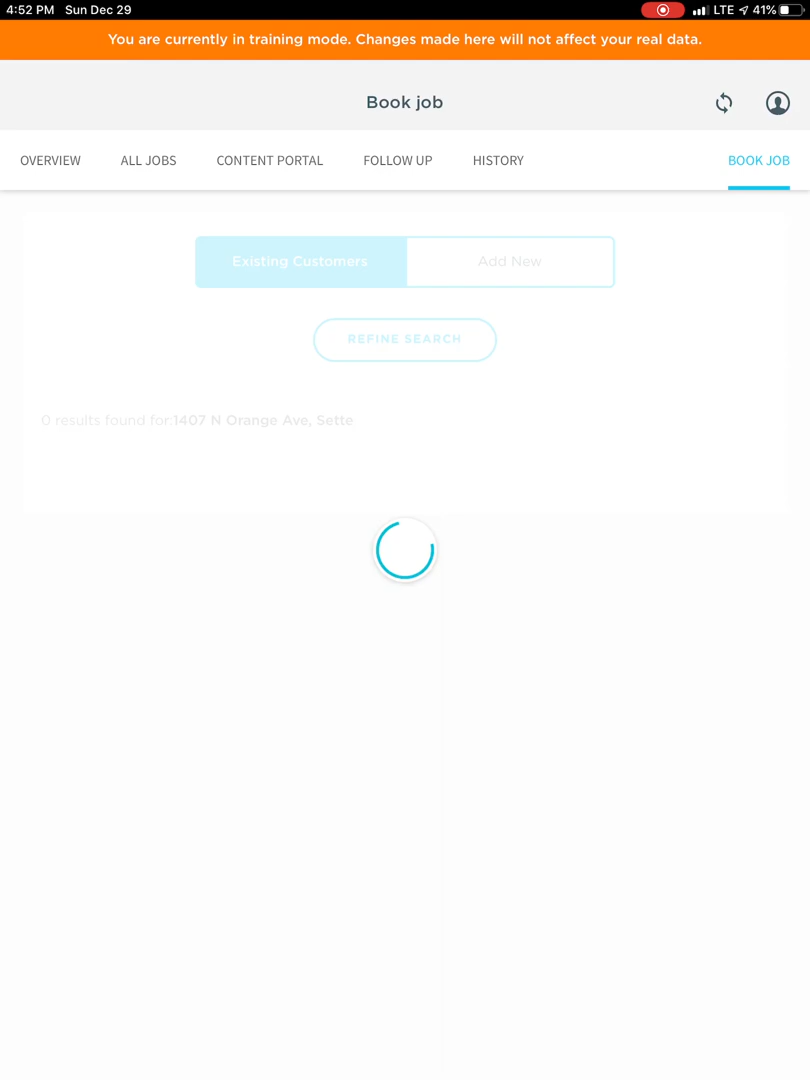 4:52 PM Sun Dec 29 LTE 41%
You are currently in training mode. Changes made here will not affect your real data.
Book job
OVERVIEW ALL JOBS CONTENT PORTAL FOLLOW UP HISTORY BOOK JOB
Existing Customers Add New
REFINE SEARCH
0 results found for:1407 N Orange Ave, Sette